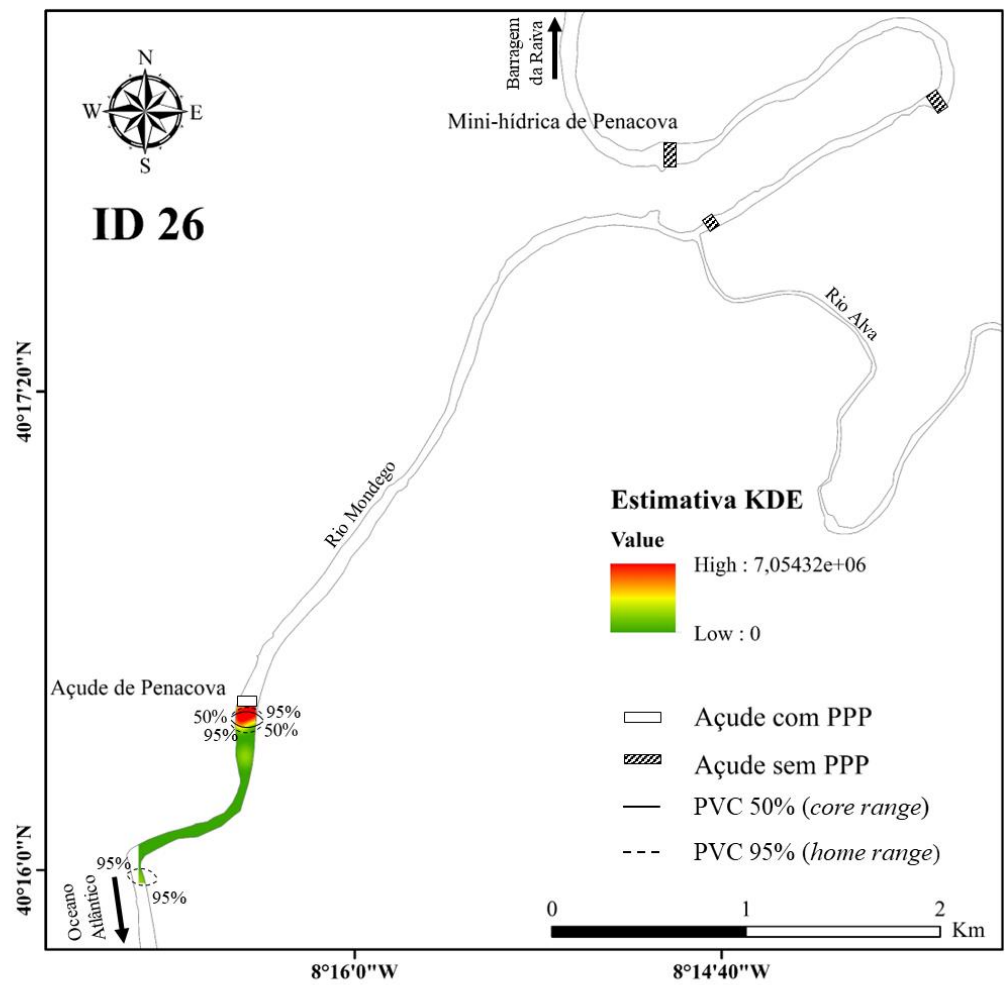 N
W
E
S
ID 26
Barragem
da Raiva
Mini-hídrica de Penacova
Rio Alva
Rio Mondego
40°17'20"N
Estimativa KDE
Value
High : 7,05432e+06
Low : 0
Açude de Penacova
50%
95%
95%
50%
Açude com PPP
Açude sem PPP
PVC 50% (core range)
PVC 95% (home range)
40°16'0"N
95%
95%
Oceano
Atlântico
0
1
2
Km
8°16'0"W
8°14'40"W